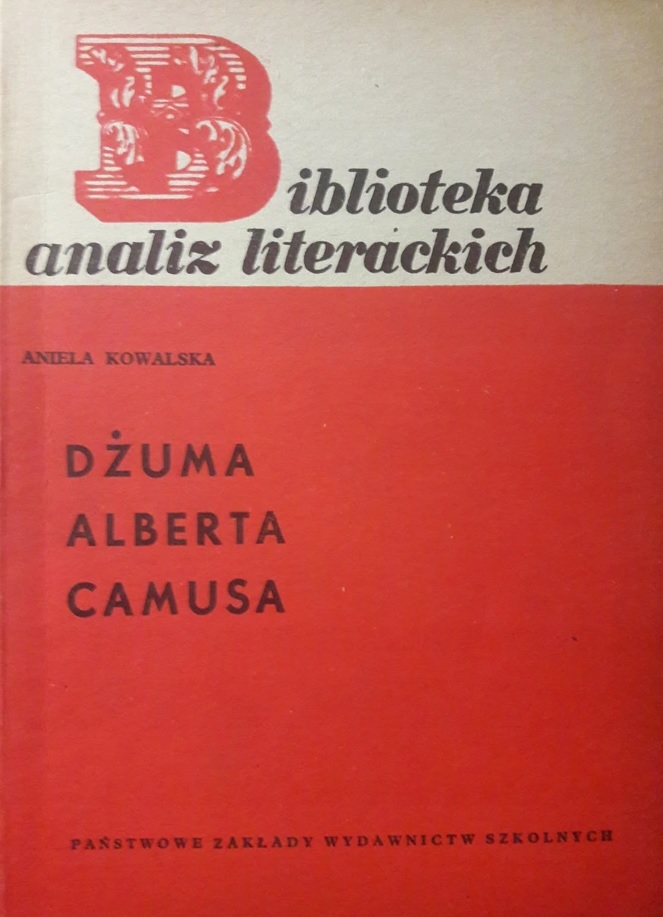 Biblioteka
analiz literackich
ANIELA KOWALSKA
DŻUMA
ALBERTA
CAMUSA
PAŃSTWOWE ZAKŁADY WYDAWNICTW SZKOLNYCH